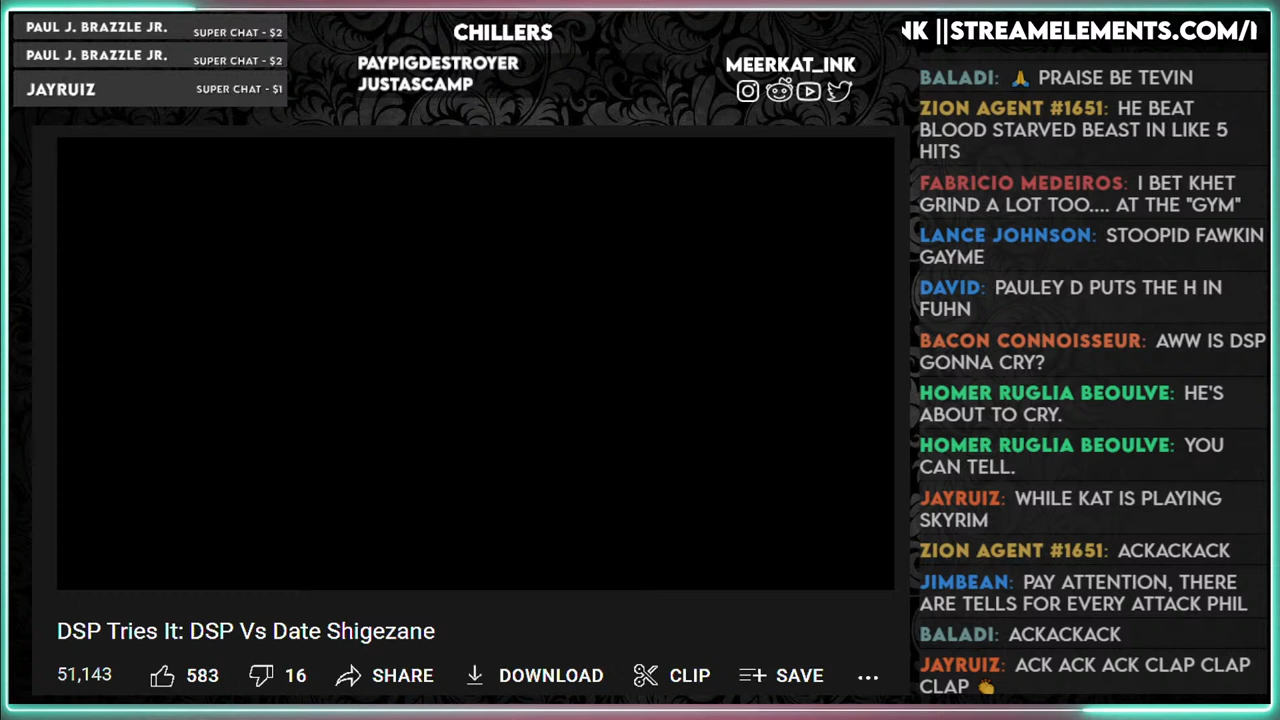 PAUL J. BRAZZLE JR. SUPER CHAT - $2
PAUL J. BRAZZLE JR. SUPER CHAT - $2
JAYRUIZ SUPER CHAT - $1
CHILLERS
PAYPIGDESTROYER
JUSTASCAMP
MEERKAT_INK
NK ||STREAMELEMENTS.COM/
BALADI: 🙏 PRAISE BE TEVIN
ZION AGENT #1651: HE BEAT
BLOOD STARVED BEAST IN LIKE 5
HITS
FABRICIO MEDEIROS: I BET KHET
GRIND A LOT TOO.... AT THE "GYM"
LANCE JOHNSON: STOOPID FAWKIN
GAYME
DAVID: PAULEY D PUTS THE H IN
FUHN
BACON CONNOISSEUR: AWW IS DSP
GONNA CRY?
HOMER RUGLIA BEOULVE: HE'S
ABOUT TO CRY.
HOMER RUGLIA BEOULVE: YOU
CAN TELL.
JAYRUIZ: WHILE KAT IS PLAYING
SKYRIM
ZION AGENT #1651: ACKACKACK
JIMBEAN: PAY ATTENTION, THERE
ARE TELLS FOR EVERY ATTACK PHIL
BALADI: ACKACKACK
JAYRUIZ: ACK ACK ACK CLAP CLAP
CLAP 👏
DSP Tries It: DSP Vs Date Shigezane
51,143 583 16 SHARE DOWNLOAD CLIP SAVE ...